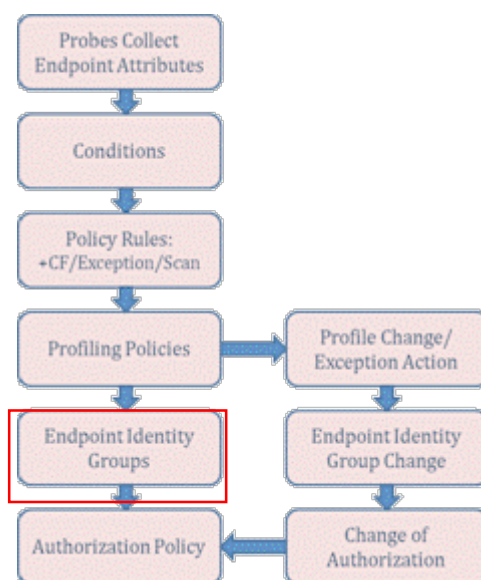 Probes Collect
Endpoint Attributes
Conditions
Policy Rules:
+CF/Exception/Scan
Profiling Policies
Profile Change/
Exception Action
Endpoint Identity
Groups
Endpoint Identity
Group Change
Authorization Policy
Change of
Authorization